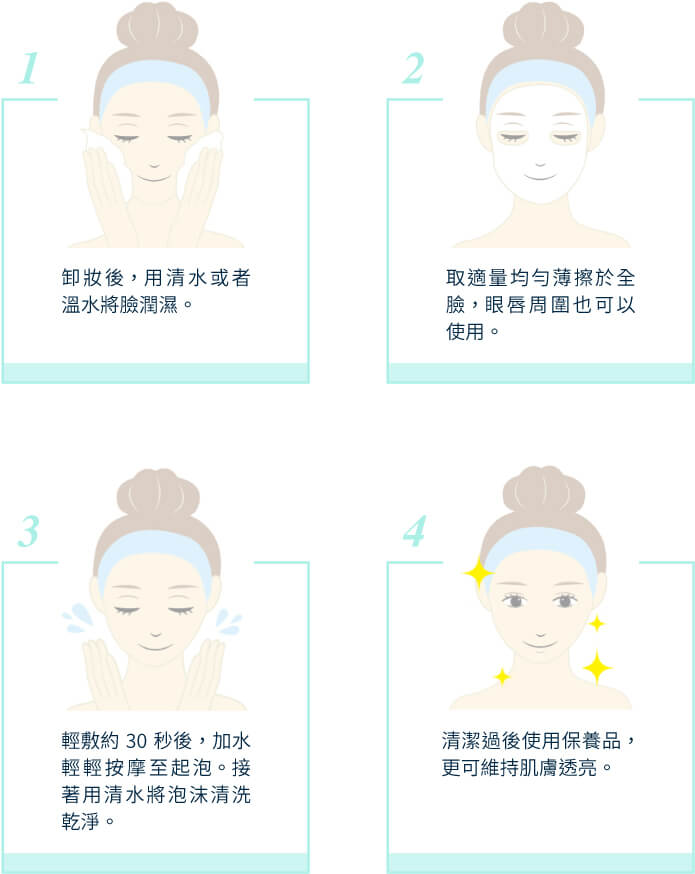 1
卸妝後，用清水或者
溫水將臉潤濕。
2
取適量均勻薄擦於全
臉，眼唇周圍也可以
使用。
3
輕敷約 30 秒後，加水
輕輕按摩至起泡。接
著用清水將泡沫清洗
乾淨。
4
清潔過後使用保養品，
更可維持肌膚透亮。